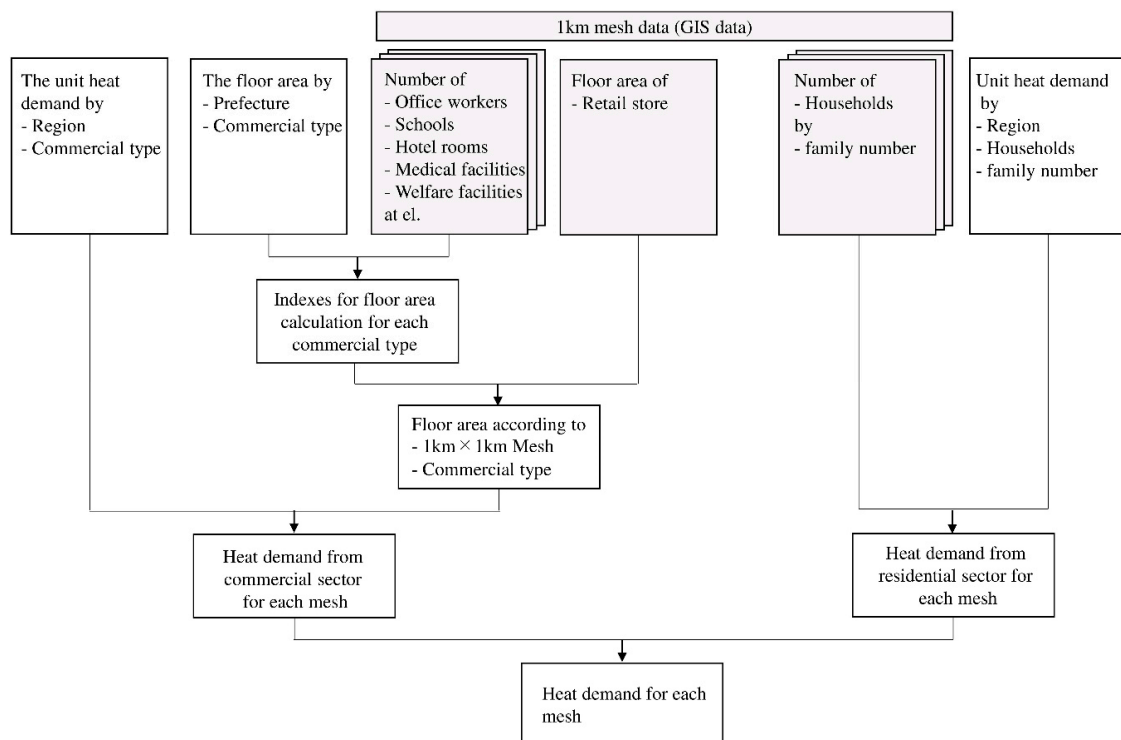 1km mesh data (GIS data)
The unit heat
demand by
- Region
- Commercial type
The floor area by
- Prefecture
- Commercial type
Number of
- Office workers
- Schools
- Hotel rooms
- Medical facilities
- Welfare facilities
at el.
Floor area of
- Retail store
Number of
- Households
by
- family number
Unit heat demand
by
- Region
- Households
- family number
Indexes for floor area
calculation for each
commercial type
Floor area according to
- 1km×1km Mesh
- Commercial type
Heat demand from
commercial sector
for each mesh
Heat demand from
residential sector for
each mesh
Heat demand for each
mesh